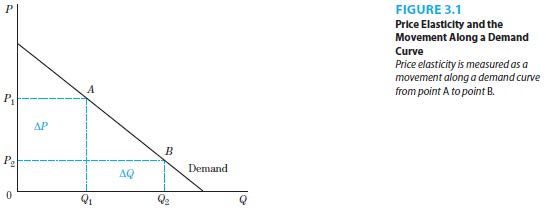 P
A
P₁
ΔP
B
P₂
ΔQ
Demand
0
Q₁
Q₂
Q
FIGURE 3.1
Price Elasticity and the
Movement Along a Demand
Curve
Price elasticity is measured as a
movement along a demand curve
from point A to point B.